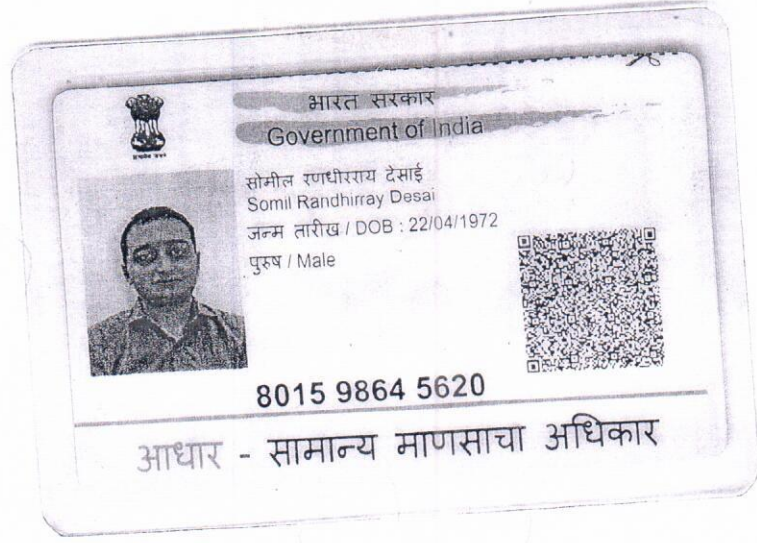 भारत सरकार
Government of India
सोमील रणधीरराय देसाई
Somil Randhirray Desai
जन्म तारीख / DOB : 22/04/1972
पुरुष / Male
8015 9864 5620
आधार - सामान्य माणसाचा अधिकार